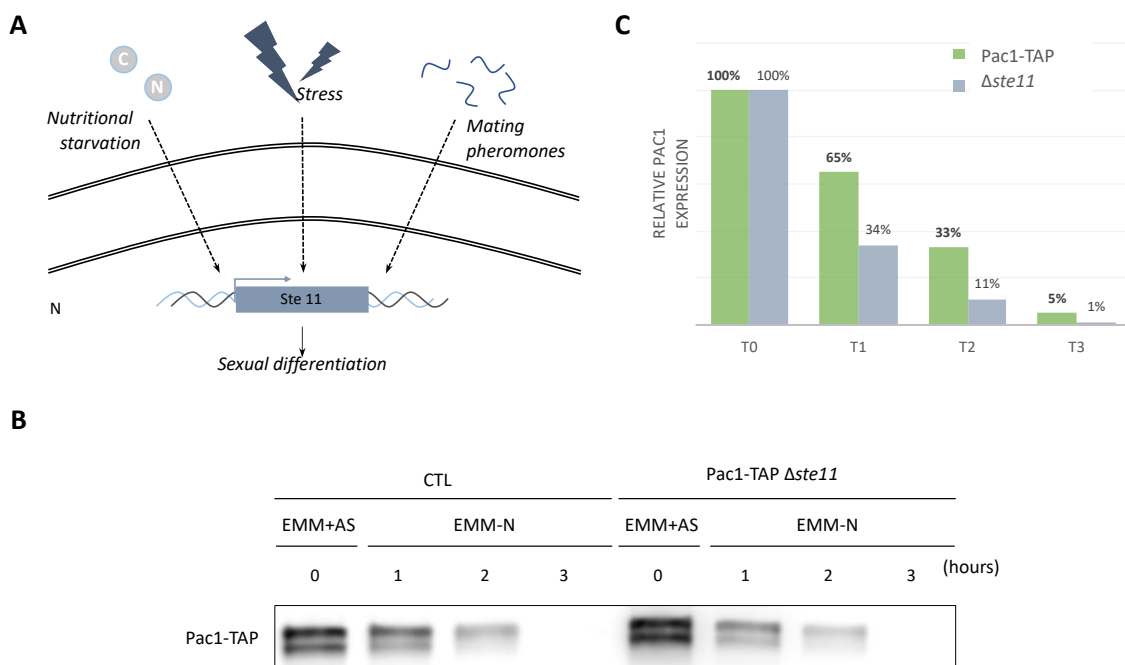 A
C
N
Stress
Nutritional
starvation
Mating
pheromones
N
Ste 11
Sexual differentiation
C
Pac1-TAP
Δste11
RELATIVE PAC1
EXPRESSION
100%
100%
65%
34%
33%
11%
5%
1%
T0
T1
T2
T3
B
CTL
Pac1-TAP Δste11
EMM+AS
EMM-N
EMM+AS
EMM-N
0
1
2
3
0
1
2
3
(hours)
Pac1-TAP